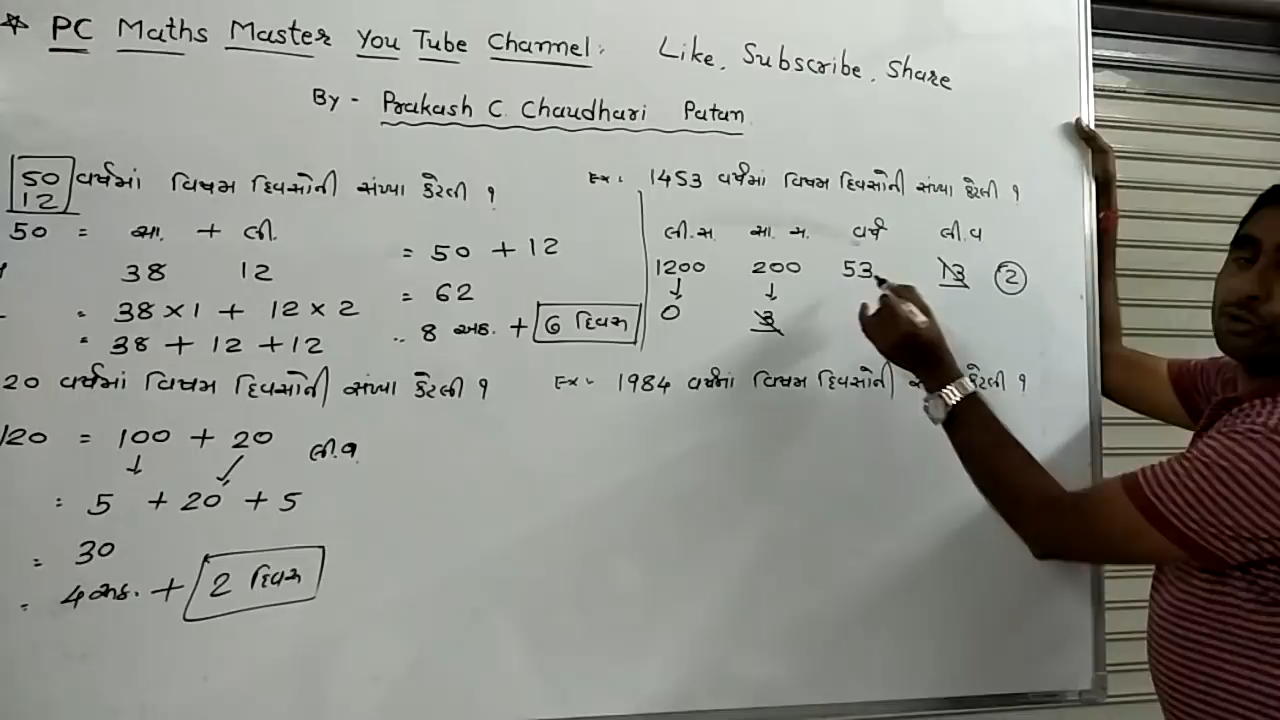 ☆ PC Maths Master You Tube Channel: Like, Subscribe, Share
By - Prakash C. Chaudhari Patan
50 વર્ષમાં વિષમ દિવસોની સંખ્યા કેટલી ?
12
50 = સા. + લી.
38 12
= 38 × 1 + 12 × 2
= 38 + 12 + 12
= 50 + 12
= 62
∴ 8 અઠ. + 6 દિવસ
20 વર્ષમાં વિષમ દિવસોની સંખ્યા કેટલી ?
120 = 100 + 20 લી.વ.
↓ ↙
= 5 + 20 + 5
= 30
= 4 અઠ. + 2 દિવસ
Ex: 1453 વર્ષમાં વિષમ દિવસોની સંખ્યા કેટલી ?
લી.સ. સા. સ. વર્ષ લી.વ
1200 200 53 13 2
↓ ↓
0 3
Ex:- 1984 વર્ષમાં વિષમ દિવસોની કેટલી ?